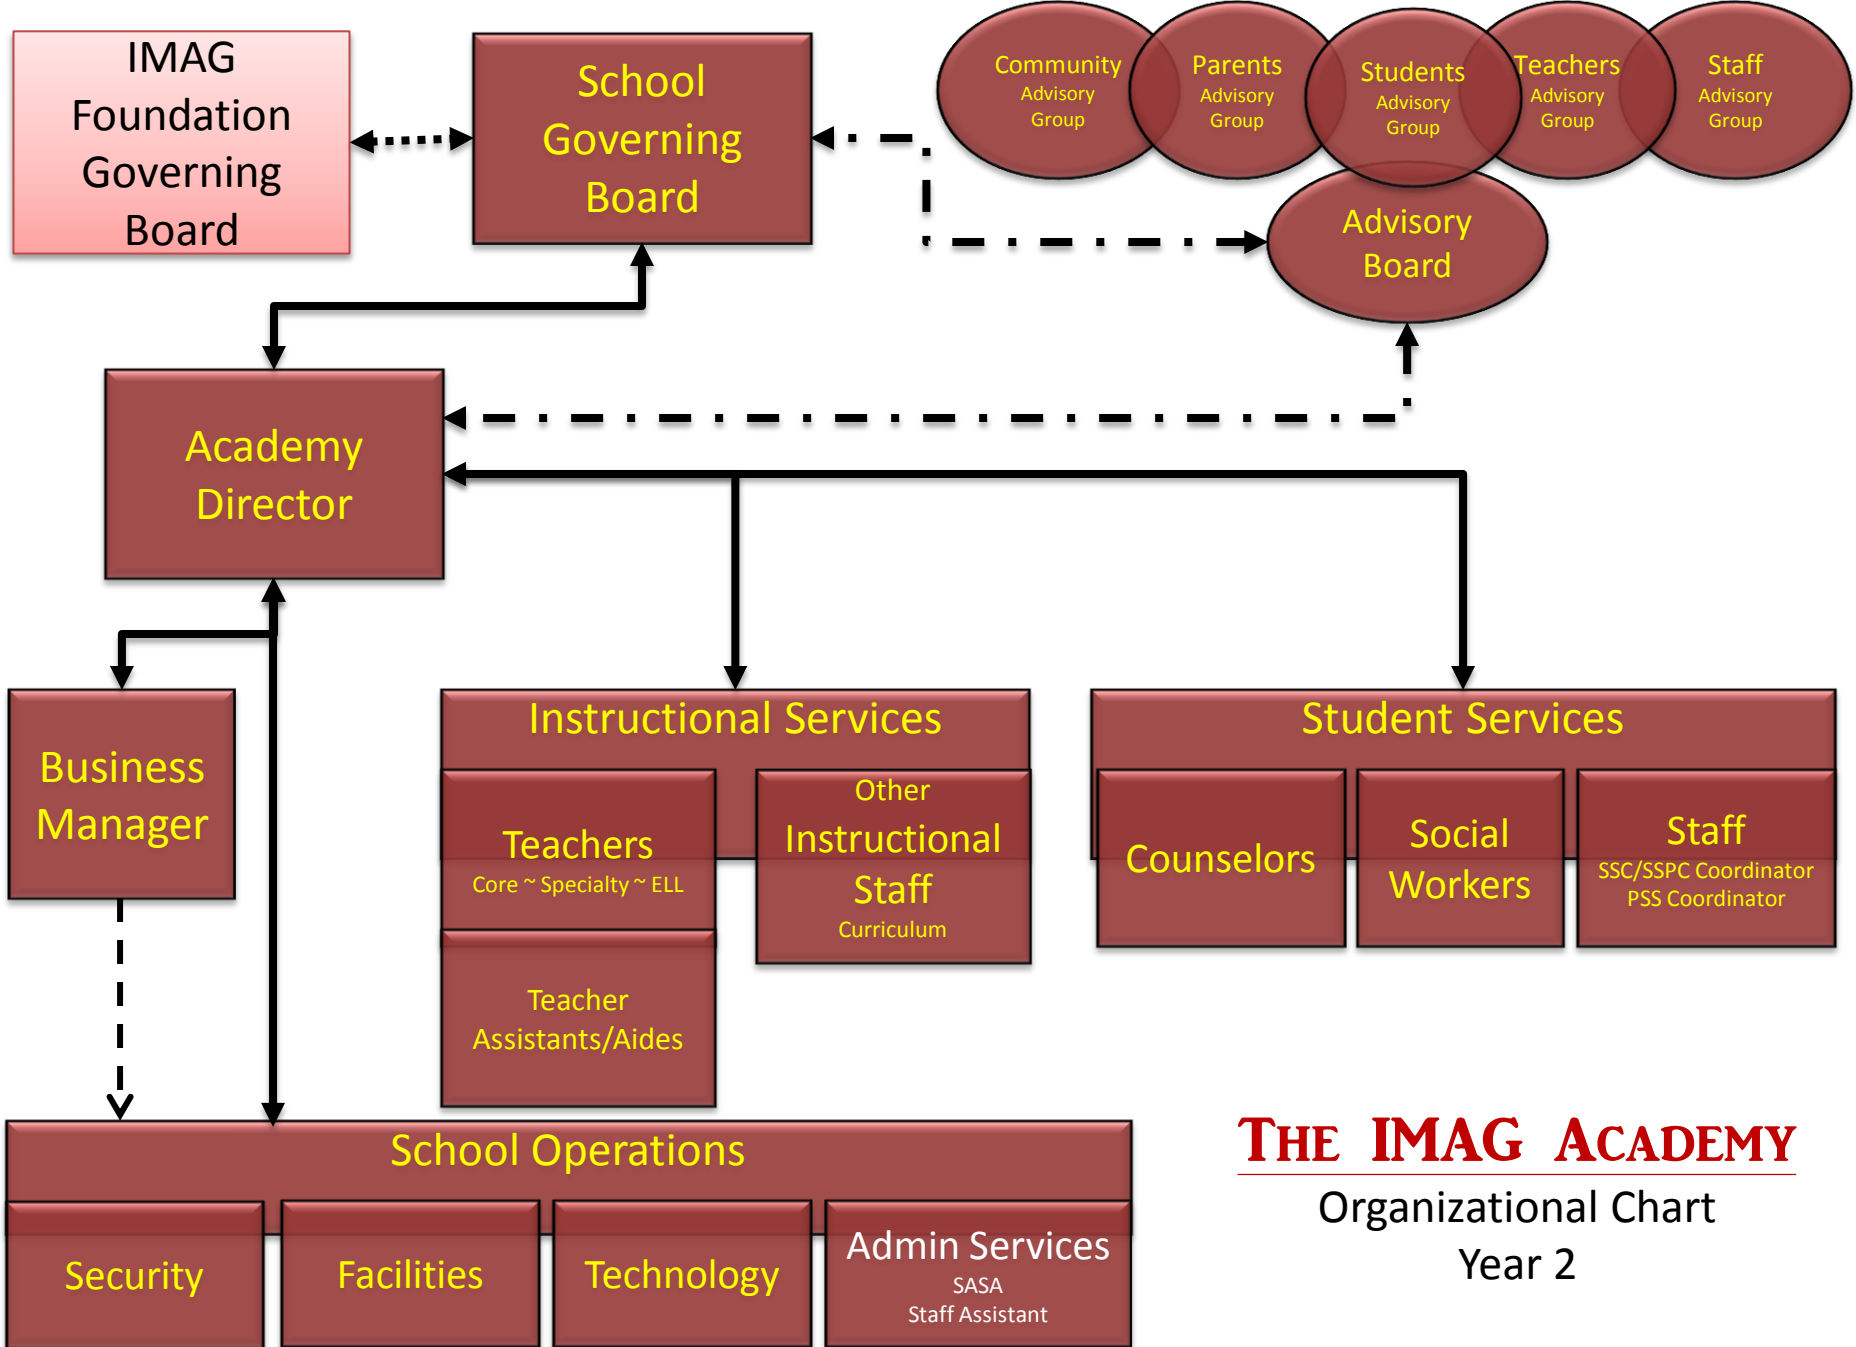 IMAG
Foundation
Governing
Board
School
Governing
Board
Community
Advisory
Group
Parents
Advisory
Group
Students
Advisory
Group
Teachers
Advisory
Group
Staff
Advisory
Group
Advisory
Board
Academy
Director
Business
Manager
Instructional Services
Teachers
Core ~ Specialty ~ ELL
Teacher
Assistants/Aides
Other
Instructional
Staff
Curriculum
Student Services
Counselors
Social
Workers
Staff
SSC/SSPC Coordinator
PSS Coordinator
School Operations
Security
Facilities
Technology
Admin Services
SASA
Staff Assistant
THE IMAG ACADEMY
Organizational Chart
Year 2